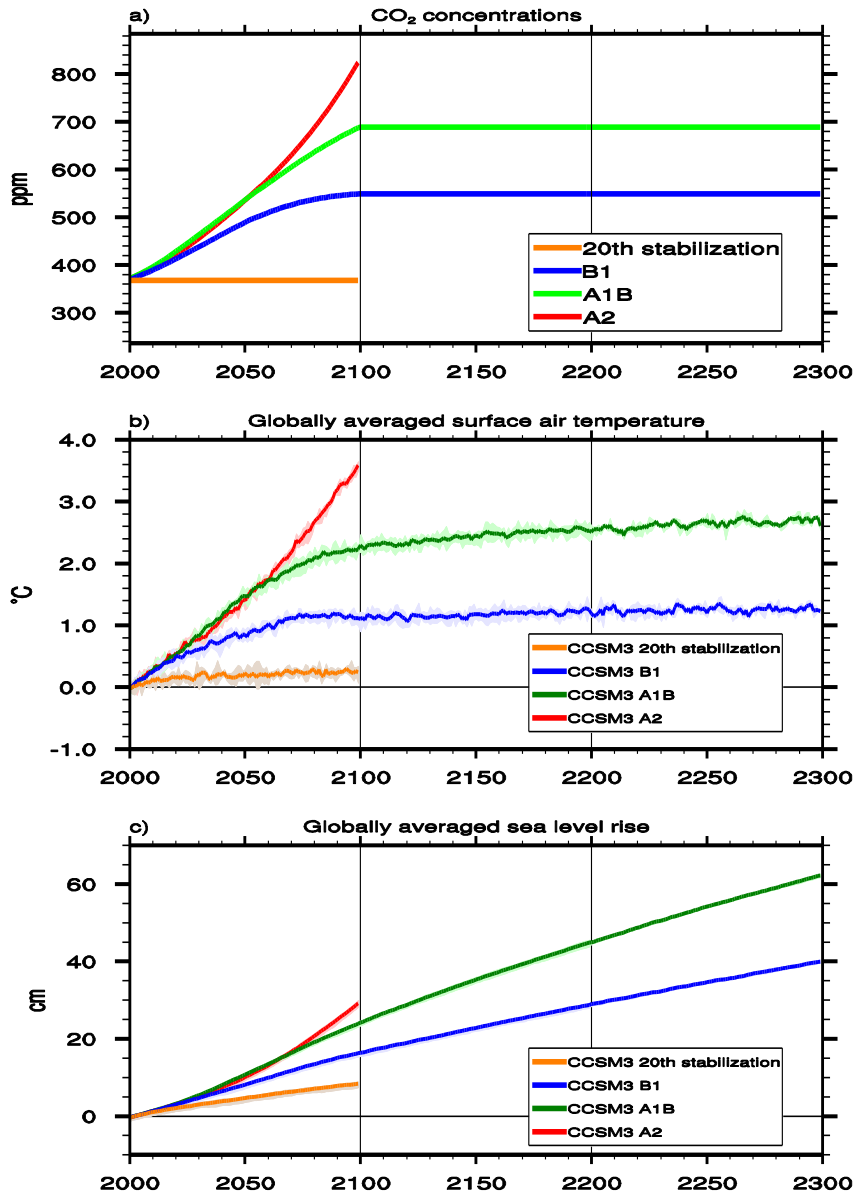 a) CO₂ concentrations
800
700
600
500
400
300
ppm
20th stabilization
B1
A1B
A2
2000 2050 2100 2150 2200 2250 2300
b) Globally averaged surface air temperature
4.0
3.0
2.0
1.0
0.0
-1.0
°C
CCSM3 20th stabilization
CCSM3 B1
CCSM3 A1B
CCSM3 A2
2000 2050 2100 2150 2200 2250 2300
c) Globally averaged sea level rise
60
40
20
0
cm
CCSM3 20th stabilization
CCSM3 B1
CCSM3 A1B
CCSM3 A2
2000 2050 2100 2150 2200 2250 2300